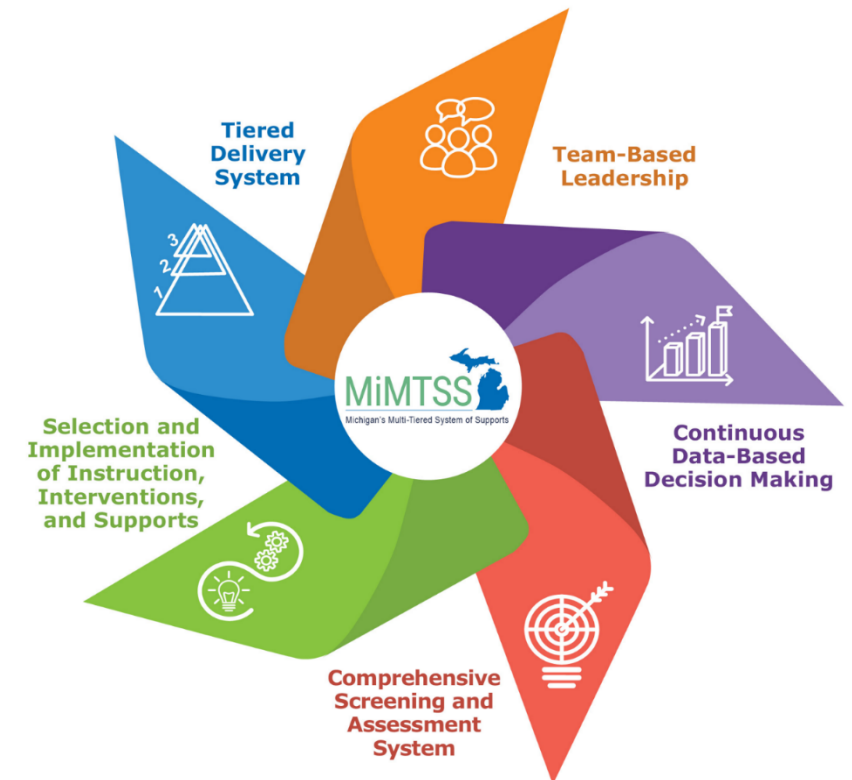 Team-Based
Leadership
Continuous
Data-Based
Decision Making
Comprehensive
Screening and
Assessment
System
Selection and
Implementation
of Instruction,
Interventions,
and Supports
Tiered
Delivery
System
3
2
1
MiMTSS
Michigan's Multi-Tiered System of Supports